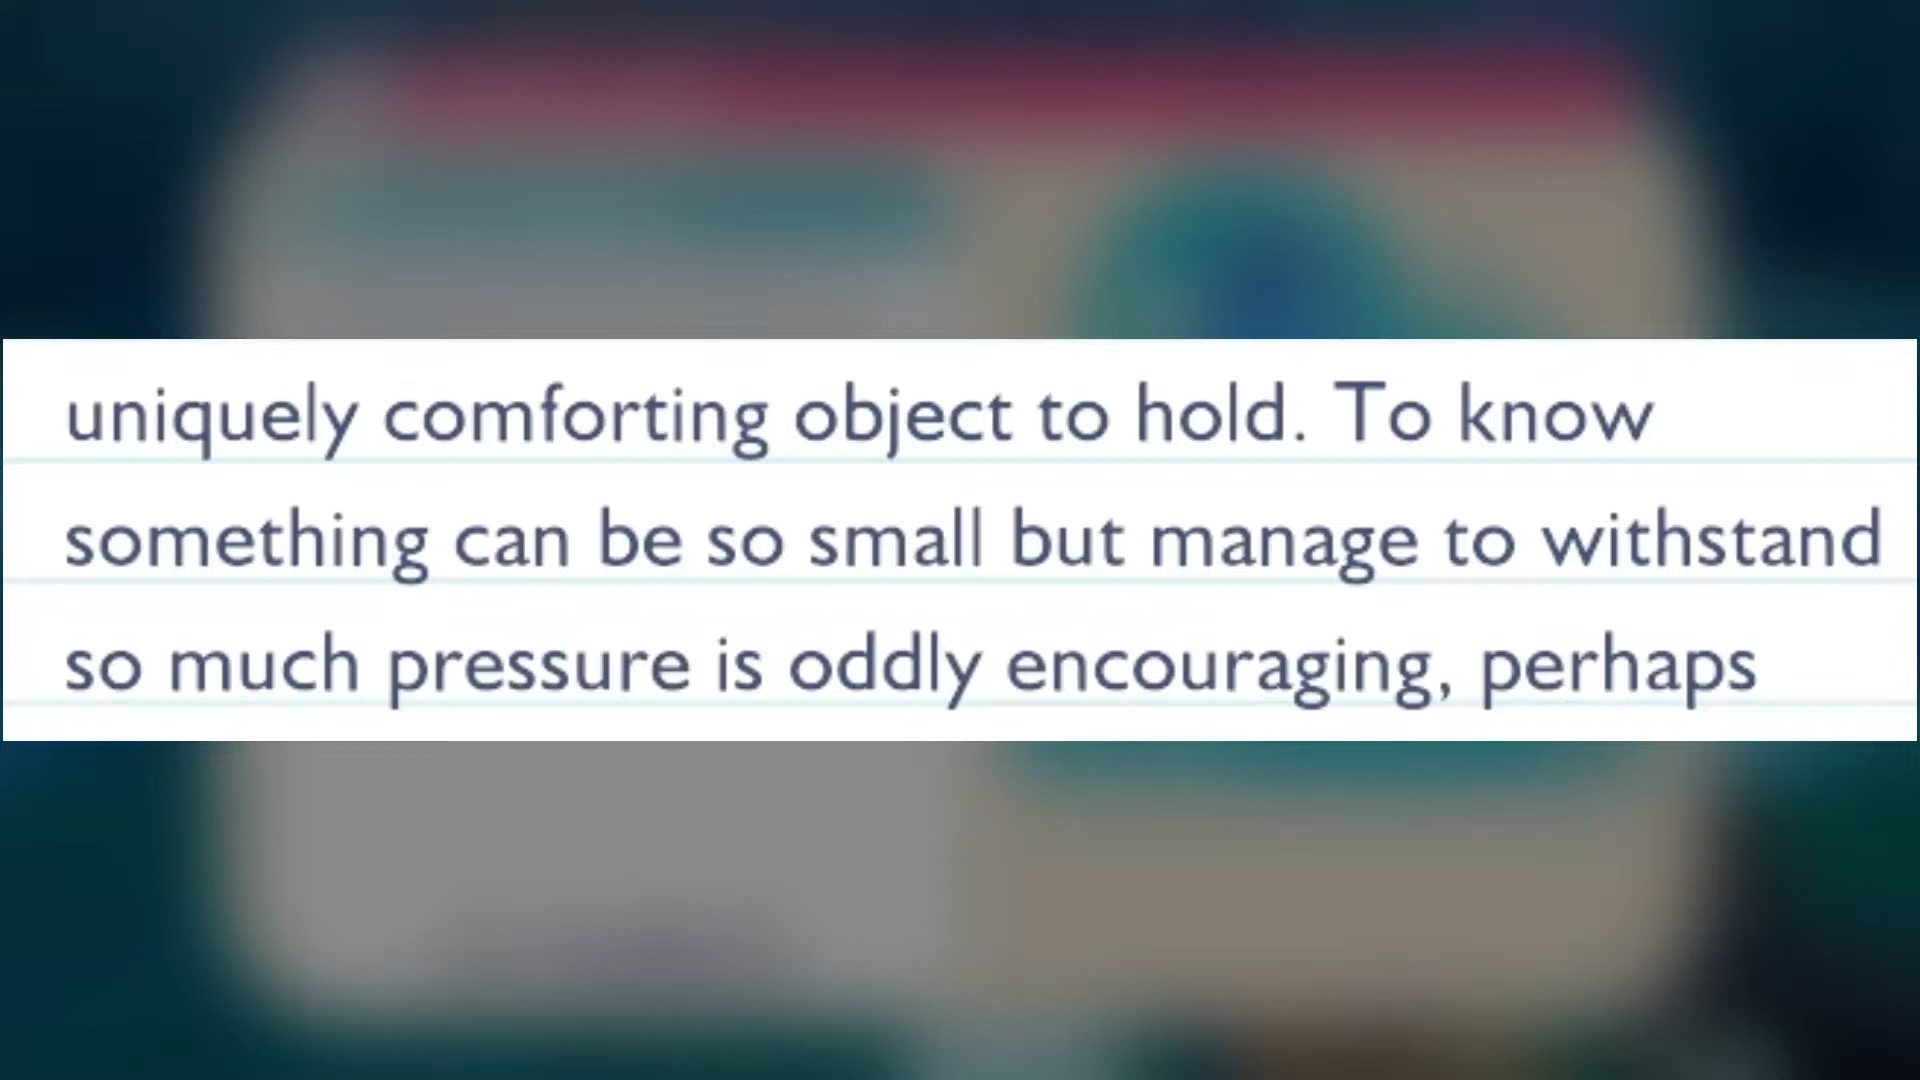 uniquely comforting object to hold. To know
something can be so small but manage to withstand
so much pressure is oddly encouraging, perhaps